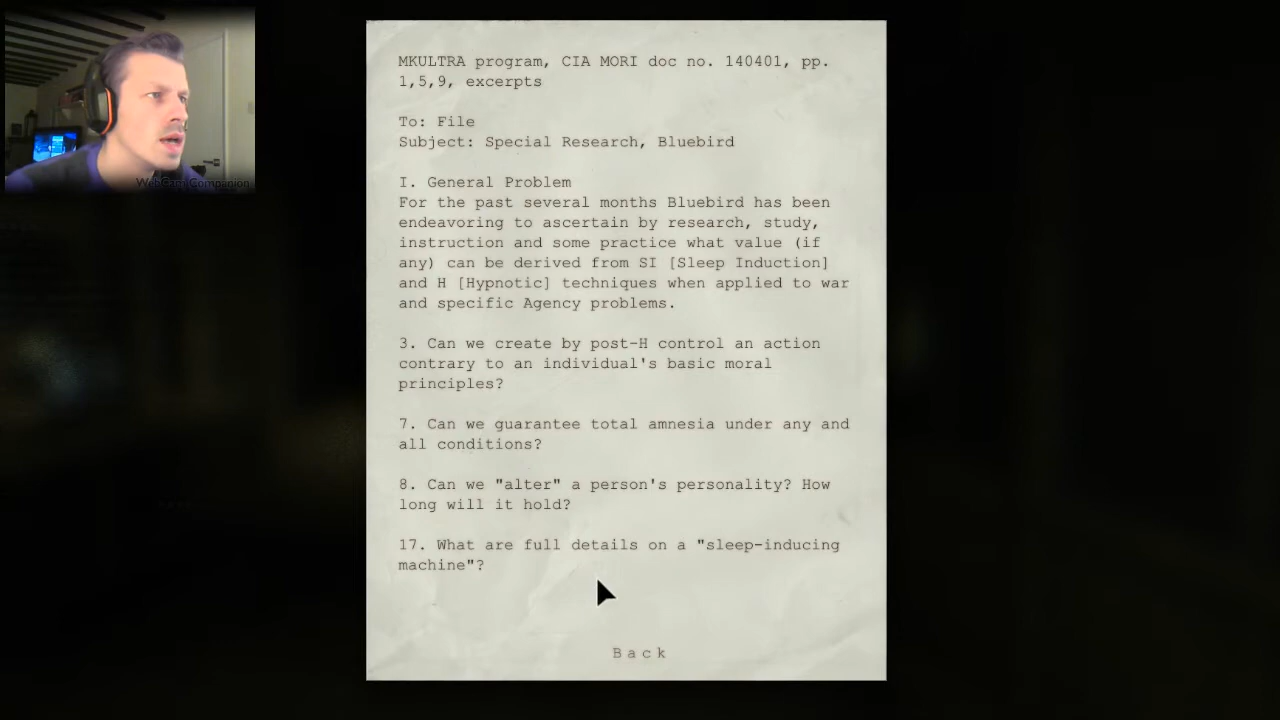 WebCam Companion
MKULTRA program, CIA MORI doc no. 140401, pp.
1,5,9, excerpts
To: File
Subject: Special Research, Bluebird
I. General Problem
For the past several months Bluebird has been
endeavoring to ascertain by research, study,
instruction and some practice what value (if
any) can be derived from SI [Sleep Induction]
and H [Hypnotic] techniques when applied to war
and specific Agency problems.
3. Can we create by post-H control an action
contrary to an individual's basic moral
principles?
7. Can we guarantee total amnesia under any and
all conditions?
8. Can we "alter" a person's personality? How
long will it hold?
17. What are full details on a "sleep-inducing
machine"?
Back